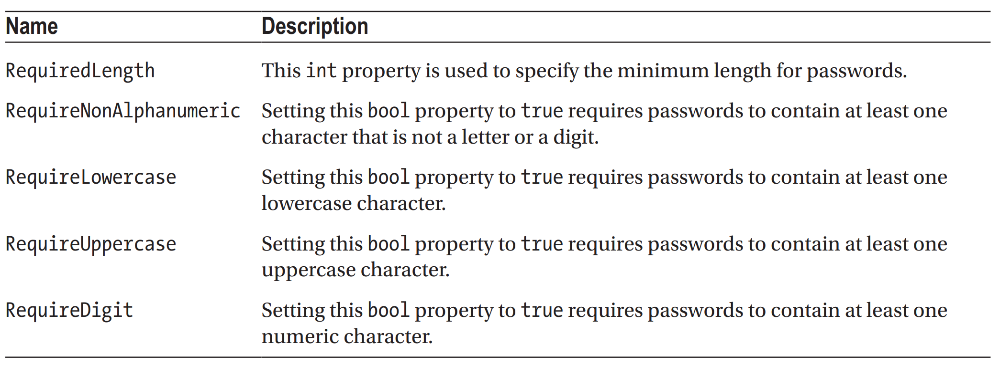 Name Description
RequiredLength This int property is used to specify the minimum length for passwords.
RequireNonAlphanumeric Setting this bool property to true requires passwords to contain at least one
character that is not a letter or a digit.
RequireLowercase Setting this bool property to true requires passwords to contain at least one
lowercase character.
RequireUppercase Setting this bool property to true requires passwords to contain at least one
uppercase character.
RequireDigit Setting this bool property to true requires passwords to contain at least one
numeric character.